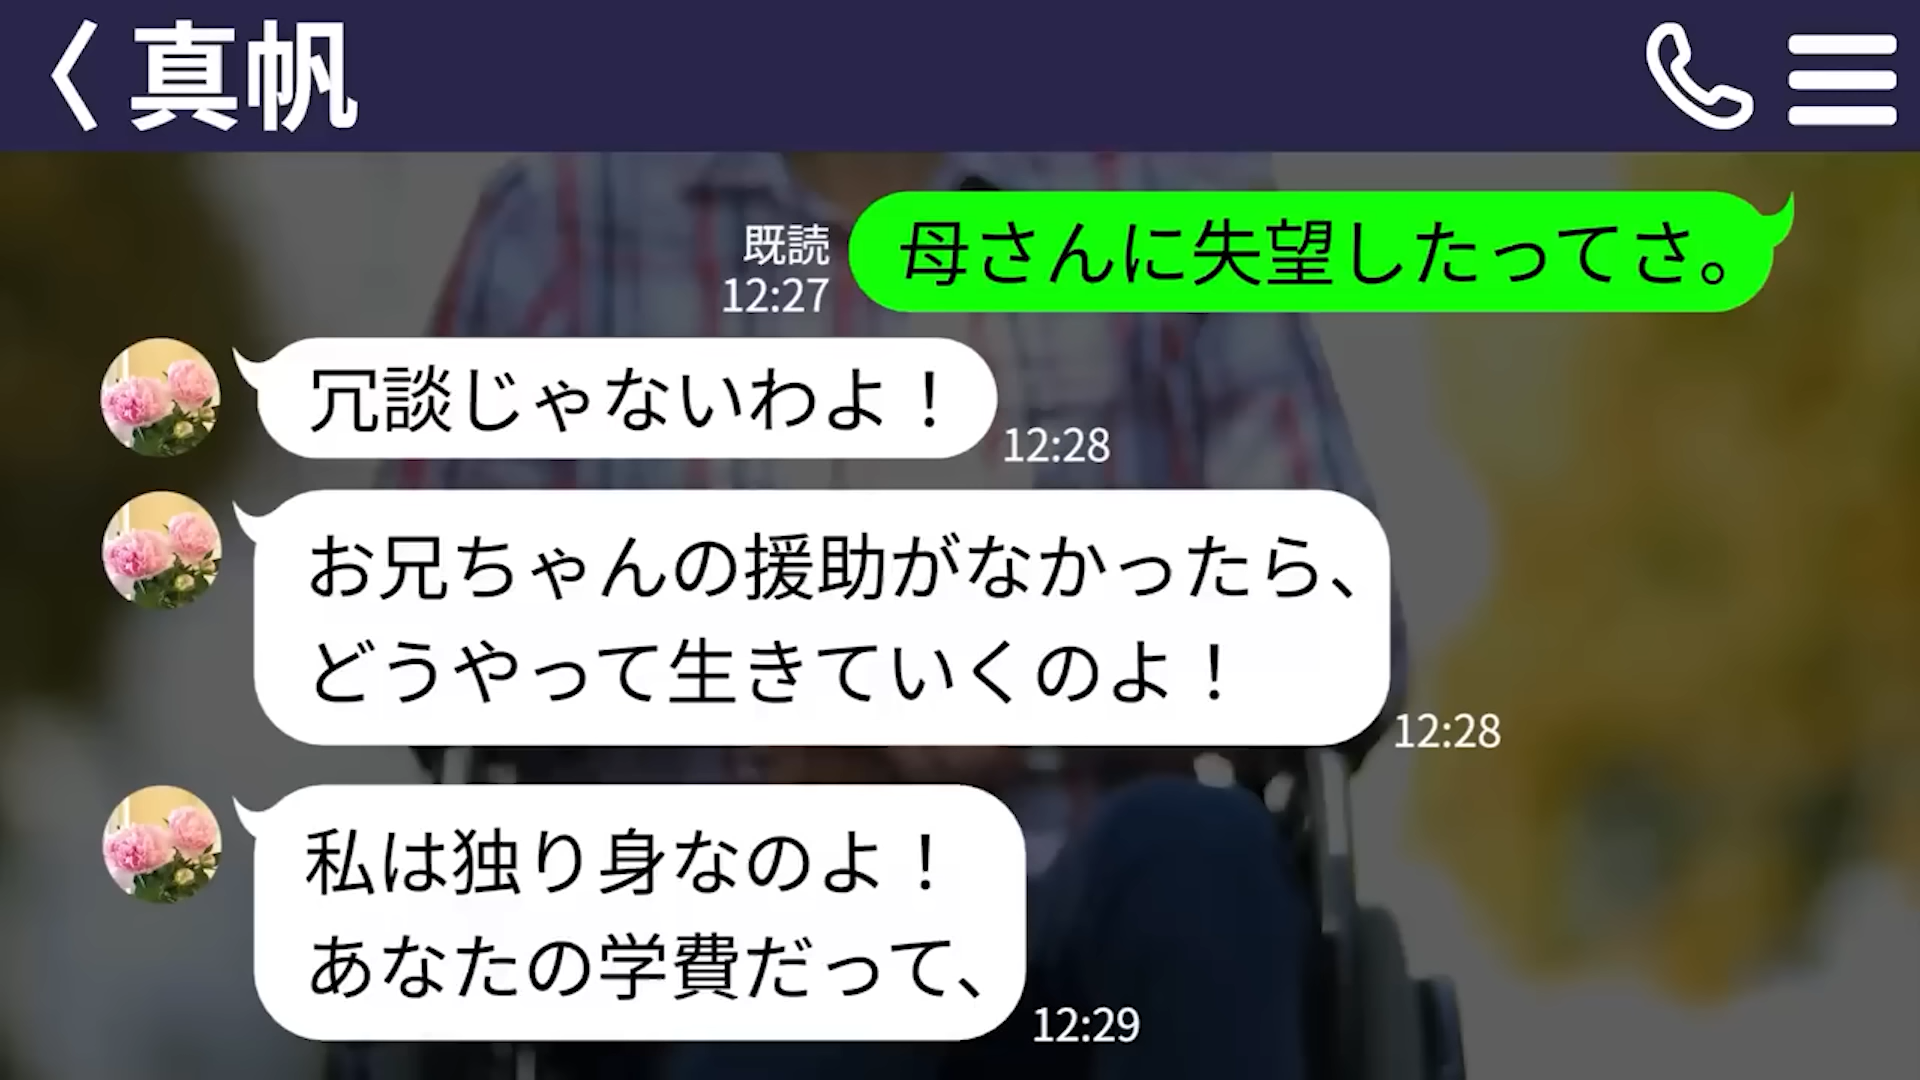 真帆
母さんに失望したってさ。
既読
12:27
冗談じゃないわよ！
12:28
お兄ちゃんの援助がなかったら、
どうやって生きていくのよ！
12:28
私は独り身なのよ！
あなたの学費だって、
12:29